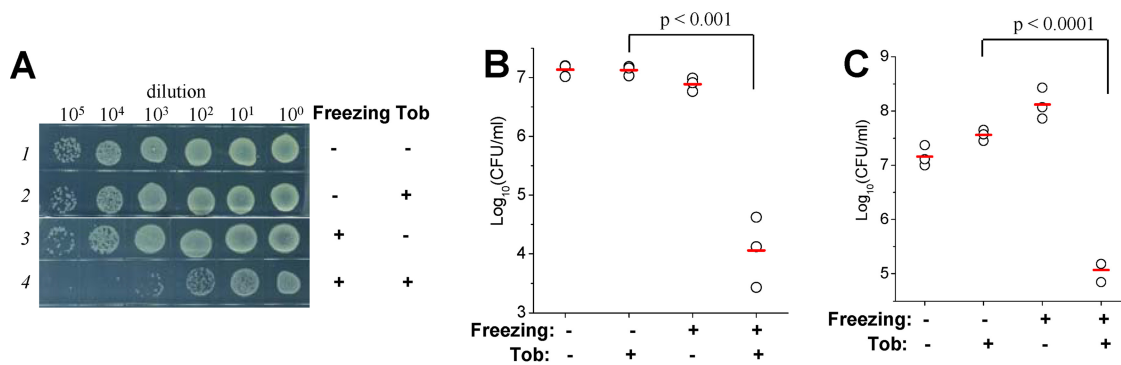 A
dilution
10⁵ 10⁴ 10³ 10² 10¹ 10⁰ Freezing Tob
1 - -
2 - +
3 + -
4 + +
B
p < 0.001
Log₁₀(CFU/ml)
7
6
5
4
3
Freezing: - - + +
Tob: - + - +
C
p < 0.0001
Log₁₀(CFU/ml)
9
8
7
6
5
Freezing: - - + +
Tob: - + - +